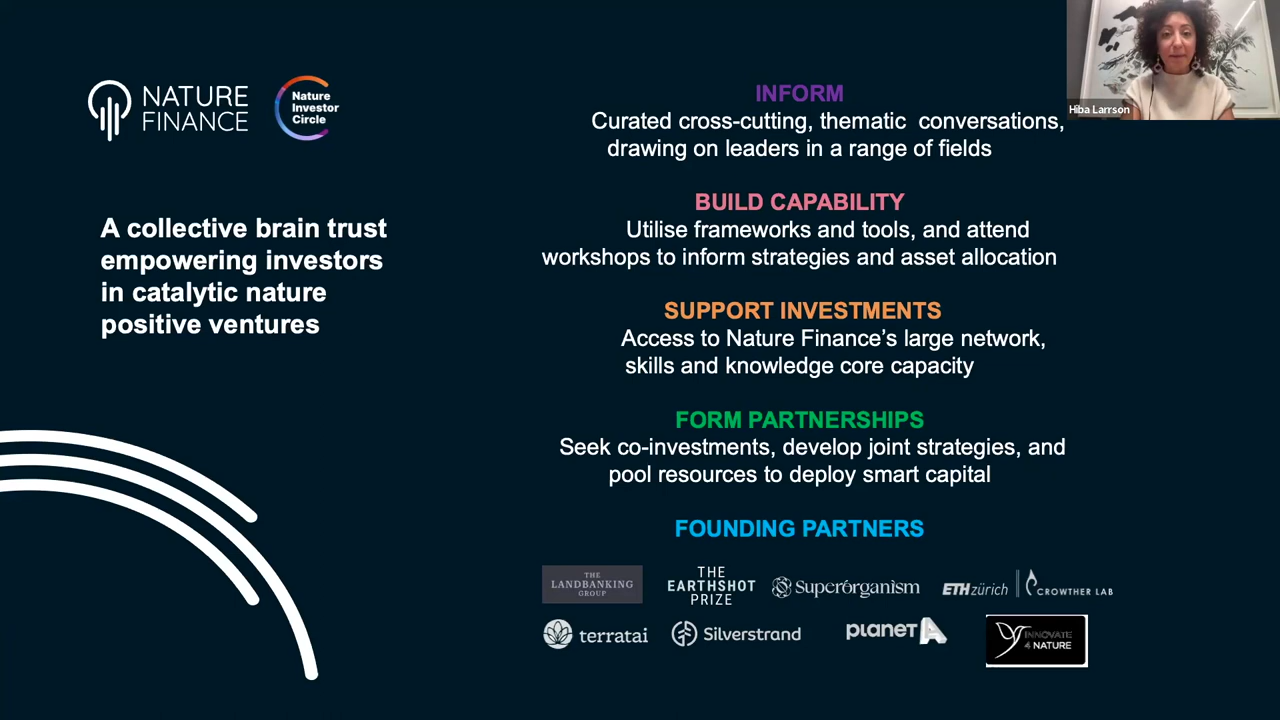 NATURE
FINANCE
Nature
Investor
Circle
A collective brain trust
empowering investors
in catalytic nature
positive ventures
INFORM
Curated cross-cutting, thematic conversations,
drawing on leaders in a range of fields
BUILD CAPABILITY
Utilise frameworks and tools, and attend
workshops to inform strategies and asset allocation
SUPPORT INVESTMENTS
Access to Nature Finance’s large network,
skills and knowledge core capacity
FORM PARTNERSHIPS
Seek co-investments, develop joint strategies, and
pool resources to deploy smart capital
FOUNDING PARTNERS
THE
LANDBANKING
GROUP
THE
EARTHSHOT
PRIZE
Superorganism
ETH zürich
CROWTHER LAB
terratai
Silverstrand
PLANET A
INNOVATE
4 NATURE
Hiba Larrson